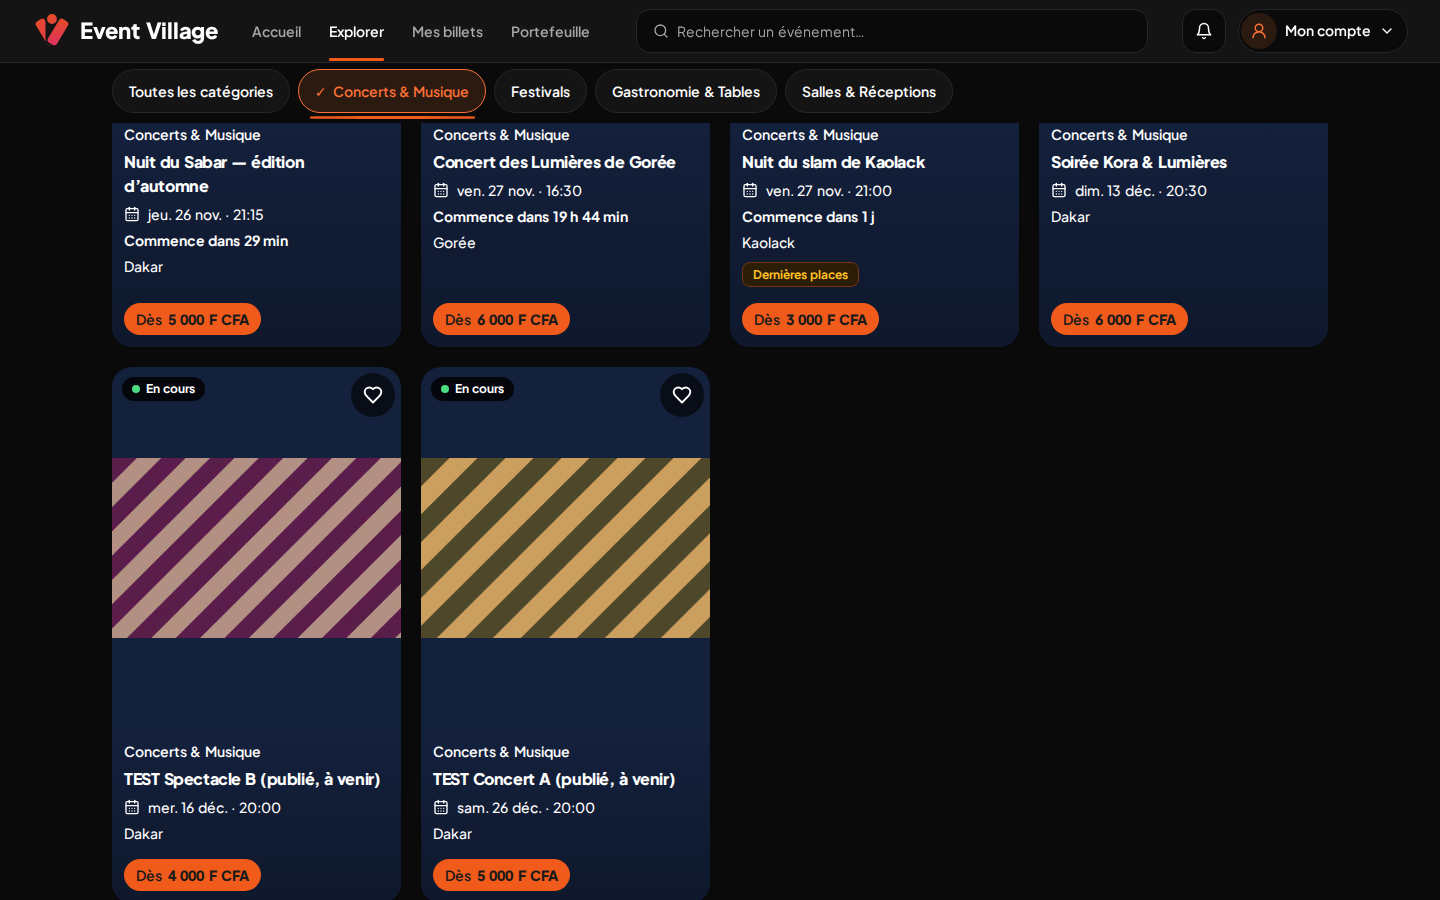 Event Village
Accueil
Explorer
Mes billets
Portefeuille
Rechercher un événement…
Mon compte
Toutes les catégories
✓ Concerts & Musique
Festivals
Gastronomie & Tables
Salles & Réceptions
Concerts & Musique
Nuit du Sabar — édition
d’automne
jeu. 26 nov. · 21:15
Commence dans 29 min
Dakar
Dès 5 000 F CFA
Concerts & Musique
Concert des Lumières de Gorée
ven. 27 nov. · 16:30
Commence dans 19 h 44 min
Gorée
Dès 6 000 F CFA
Concerts & Musique
Nuit du slam de Kaolack
ven. 27 nov. · 21:00
Commence dans 1 j
Kaolack
Dernières places
Dès 3 000 F CFA
Concerts & Musique
Soirée Kora & Lumières
dim. 13 déc. · 20:30
Dakar
Dès 6 000 F CFA
En cours
Concerts & Musique
TEST Spectacle B (publié, à venir)
mer. 16 déc. · 20:00
Dakar
Dès 4 000 F CFA
En cours
Concerts & Musique
TEST Concert A (publié, à venir)
sam. 26 déc. · 20:00
Dakar
Dès 5 000 F CFA